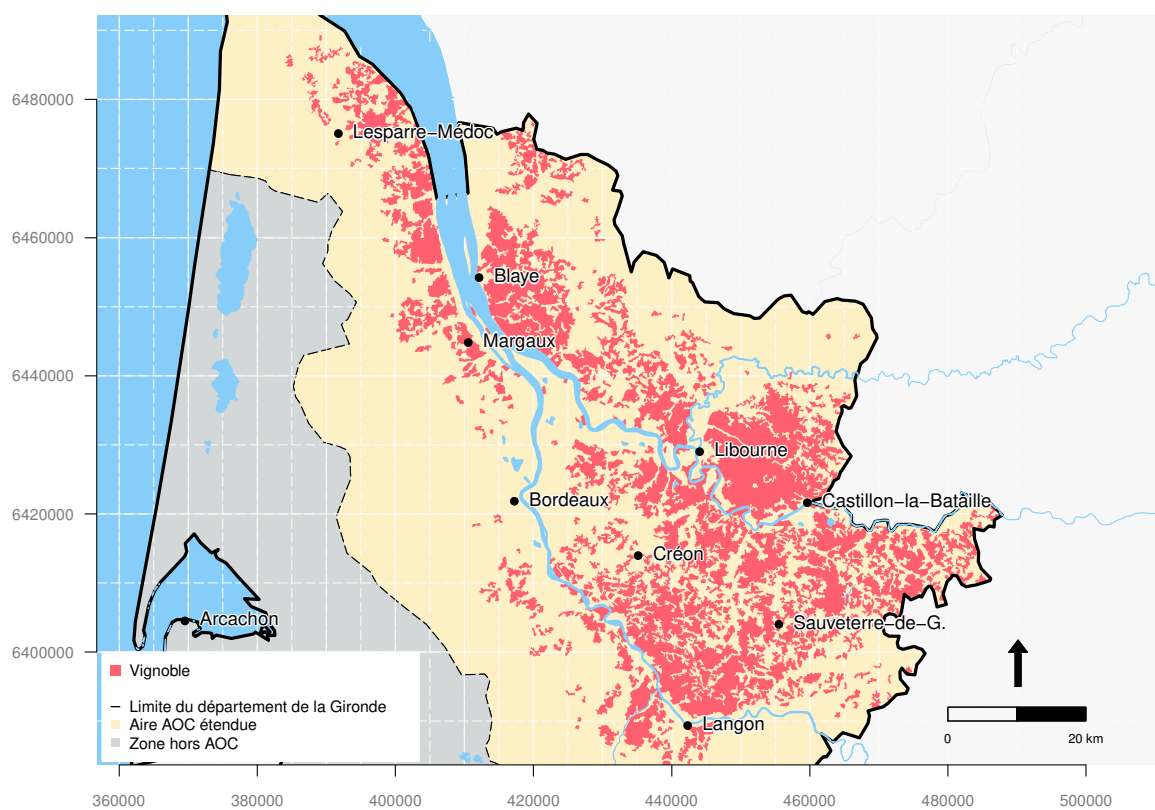 6480000
Lesparre−Médoc
6460000
Blaye
Margaux
6440000
Libourne
Bordeaux
Castillon−la−Bataille
6420000
Créon
Arcachon
Sauveterre−de−G.
6400000
Vignoble
Limite du département de la Gironde
Aire AOC étendue
Zone hors AOC
Langon
0
20 km
360000
380000
400000
420000
440000
460000
480000
500000